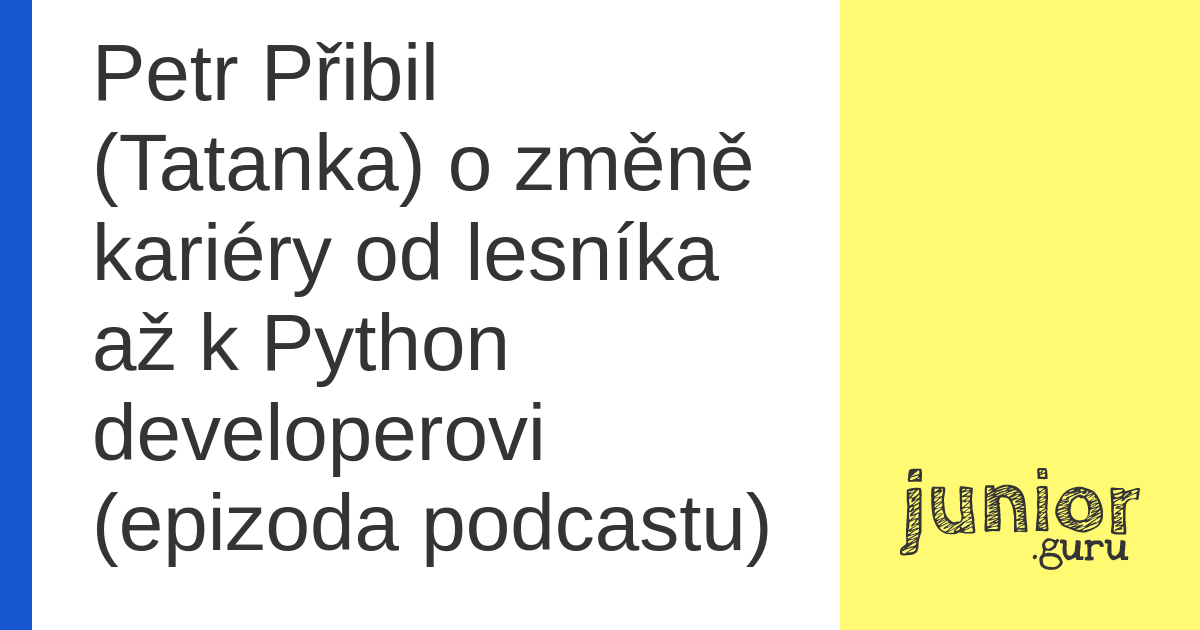 Petr Přibil
(Tatanka) o změně
kariéry od lesníka
až k Python
developerovi
(epizoda podcastu)
junior
.guru